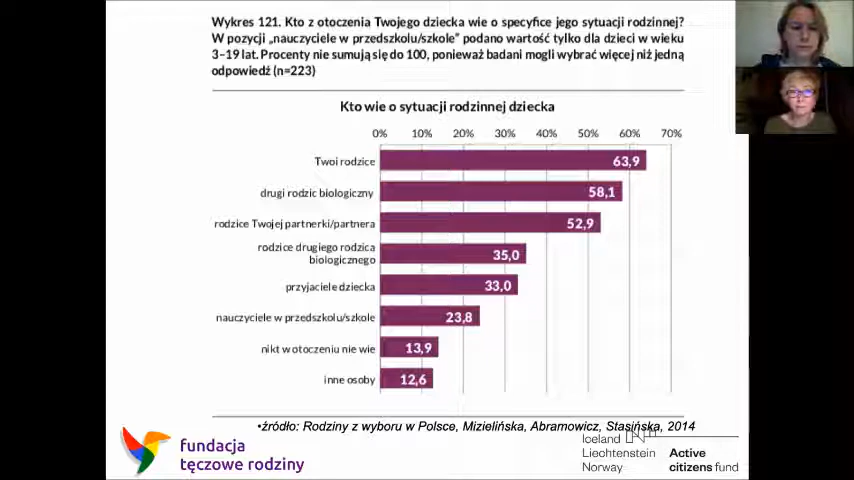 Wykres 121. Kto z otoczenia Twojego dziecka wie o specyfice jego sytuacji rodzinnej?
W pozycji „nauczyciele w przedszkolu/szkole" podano wartość tylko dla dzieci w wieku
3–19 lat. Procenty nie sumują się do 100, ponieważ badani mogli wybrać więcej niż jedną
odpowiedź (n=223)
Kto wie o sytuacji rodzinnej dziecka
0% 10% 20% 30% 40% 50% 60% 70%
Twoi rodzice 63,9
drugi rodzic biologiczny 58,1
rodzice Twojej partnerki/partnera 52,9
rodzice drugiego rodzica
biologicznego 35,0
przyjaciele dziecka 33,0
nauczyciele w przedszkolu/szkole 23,8
nikt w otoczeniu nie wie 13,9
inne osoby 12,6
•źródło: Rodziny z wyboru w Polsce, Mizielińska, Abramowicz, Stasińska, 2014
fundacja
tęczowe rodziny
Iceland
Liechtenstein Active
Norway citizens fund